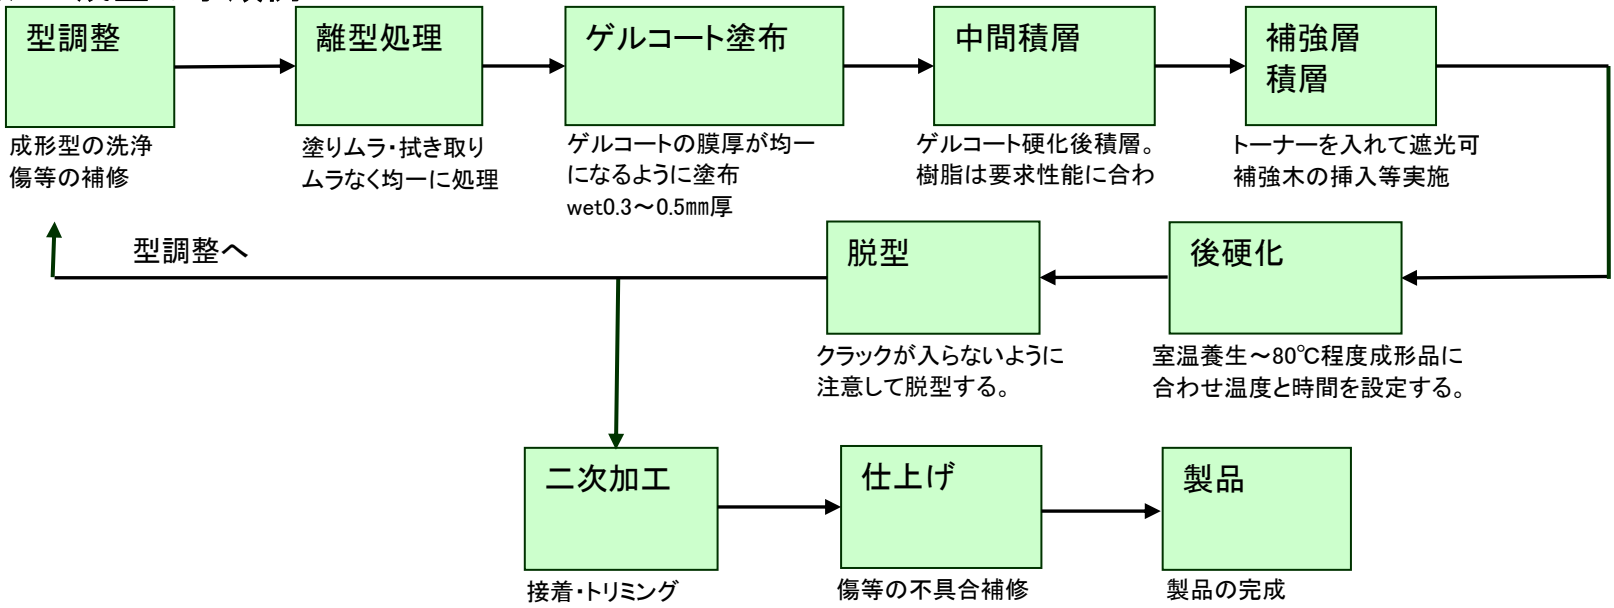 型調整
離型処理
ゲルコート塗布
中間積層
補強層
積層
成形型の洗浄
傷等の補修
塗りムラ・拭き取り
ムラなく均一に処理
ゲルコートの膜厚が均一
になるように塗布
wet0.3～0.5㎜厚
ゲルコート硬化後積層。
樹脂は要求性能に合わ
トーナーを入れて遮光可
補強木の挿入等実施
型調整へ
脱型
後硬化
クラックが入らないように
注意して脱型する。
室温養生～80℃程度成形品に
合わせ温度と時間を設定する。
二次加工
仕上げ
製品
接着・トリミング
傷等の不具合補修
製品の完成